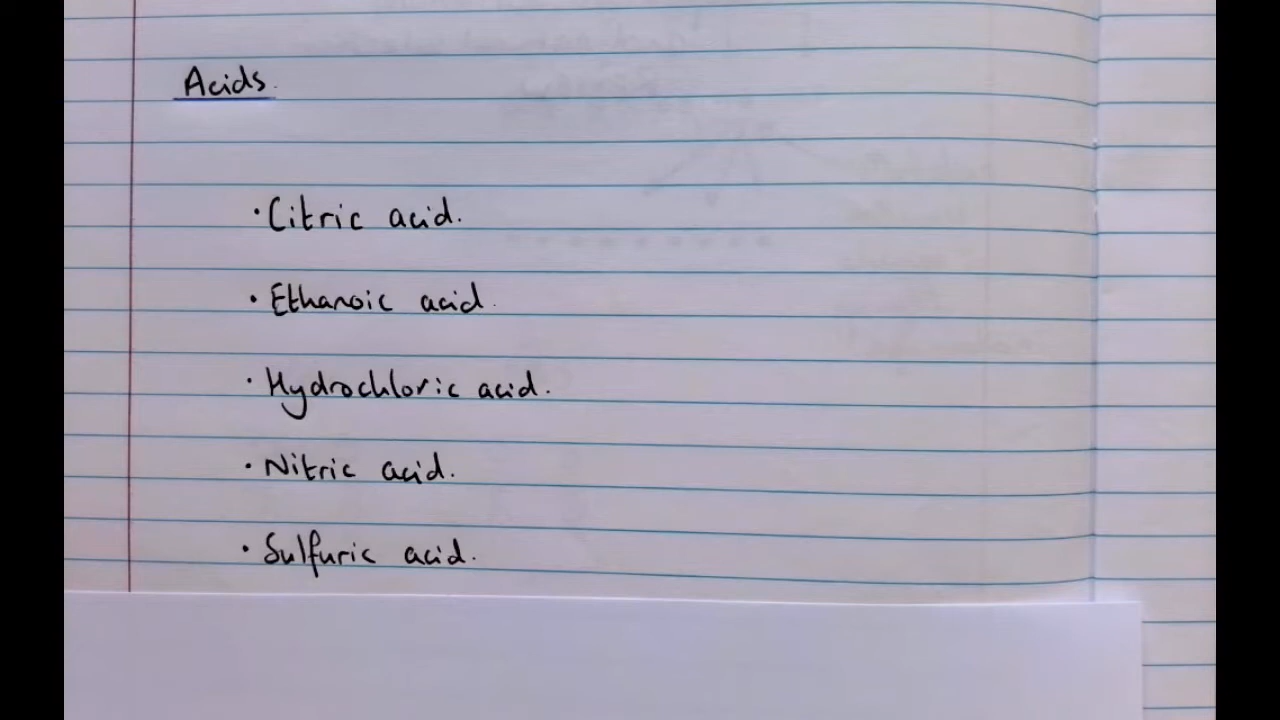 Acids.
· Citric acid.
· Ethanoic acid.
· Hydrochloric acid.
· Nitric acid.
· Sulfuric acid.